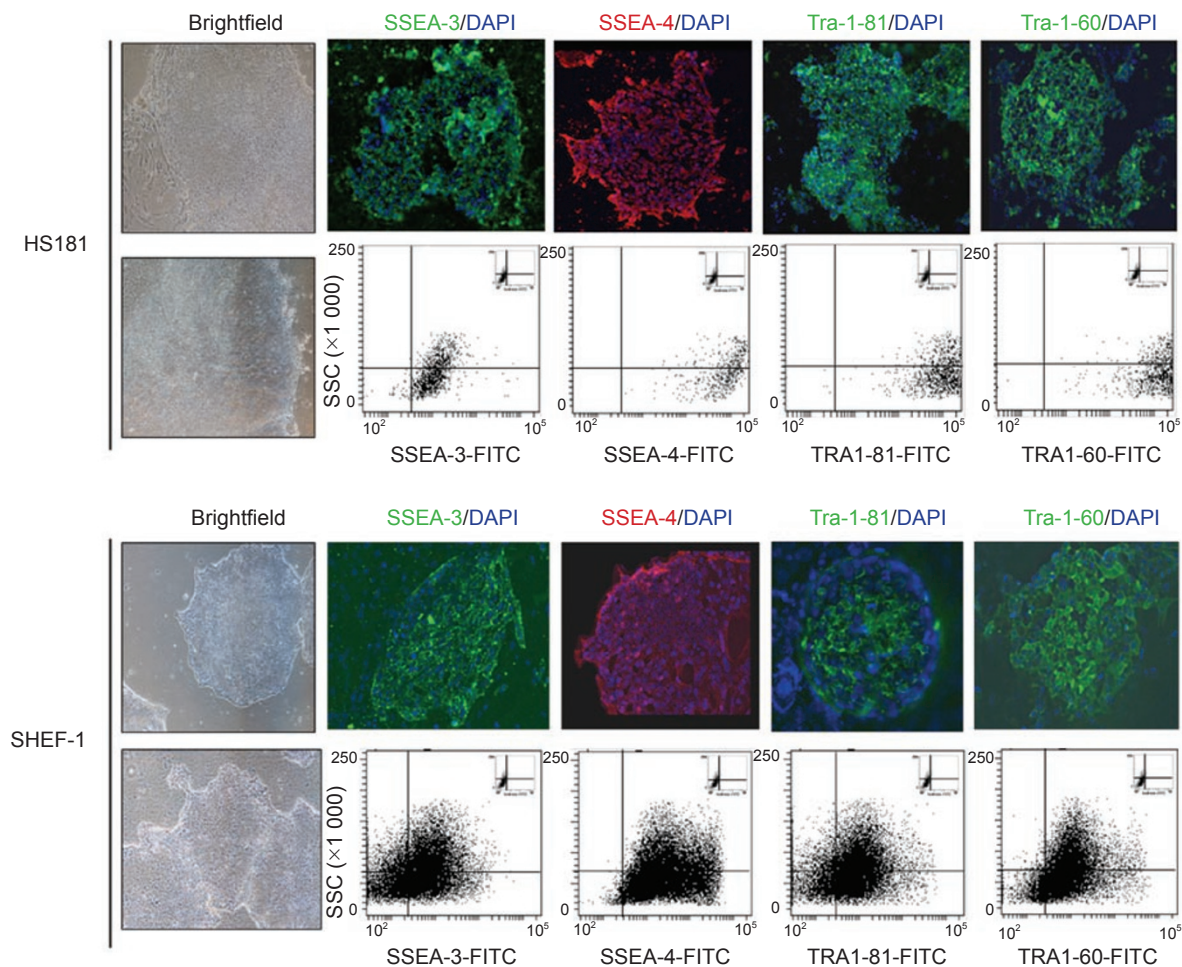 Brightfield SSEA-3/DAPI SSEA-4/DAPI Tra-1-81/DAPI Tra-1-60/DAPI
HS181
250 250 250 250
SSC (×1 000)
0 0 0 0
10² 10⁵ 10² 10⁵ 10² 10⁵ 10² 10⁵
SSEA-3-FITC SSEA-4-FITC TRA1-81-FITC TRA1-60-FITC
Brightfield SSEA-3/DAPI SSEA-4/DAPI Tra-1-81/DAPI Tra-1-60/DAPI
SHEF-1
250 250 250 250
SSC (×1 000)
0 0 0 0
10² 10⁵ 10² 10⁵ 10² 10⁵ 10² 10⁵
SSEA-3-FITC SSEA-4-FITC TRA1-81-FITC TRA1-60-FITC